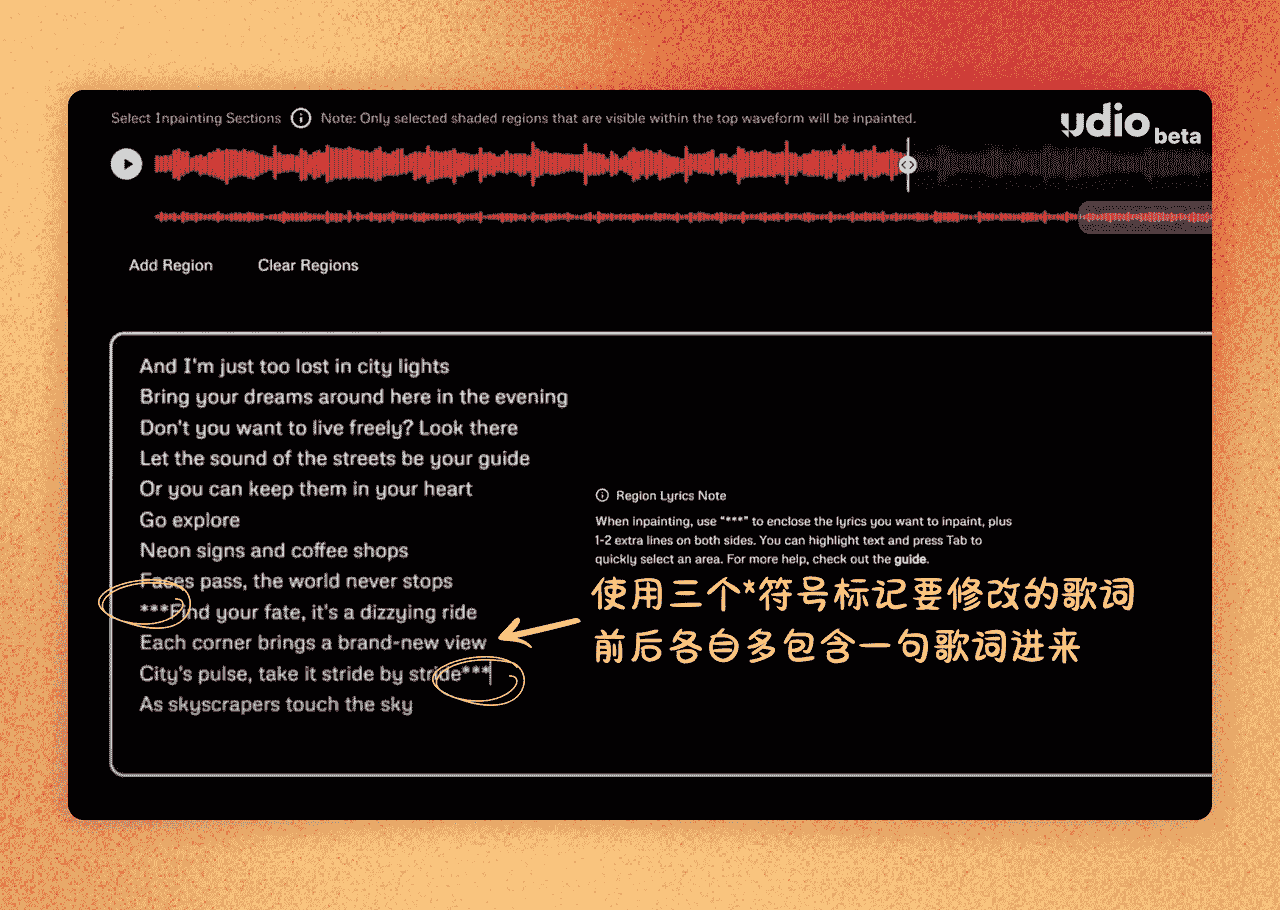 Select Inpainting Sections Note: Only selected shaded regions that are visible within the top waveform will be inpainted.
udio beta
Add Region Clear Regions
And I'm just too lost in city lights
Bring your dreams around here in the evening
Don't you want to live freely? Look there
Let the sound of the streets be your guide
Or you can keep them in your heart
Go explore
Neon signs and coffee shops
Faces pass, the world never stops
***Find your fate, it's a dizzying ride
Each corner brings a brand-new view
City's pulse, take it stride by stride***
As skyscrapers touch the sky
Region Lyrics Note
When inpainting, use "***" to enclose the lyrics you want to inpaint, plus
1-2 extra lines on both sides. You can highlight text and press Tab to
quickly select an area. For more help, check out the guide.
使用三个*符号标记要修改的歌词
前后各自多包含一句歌词进来